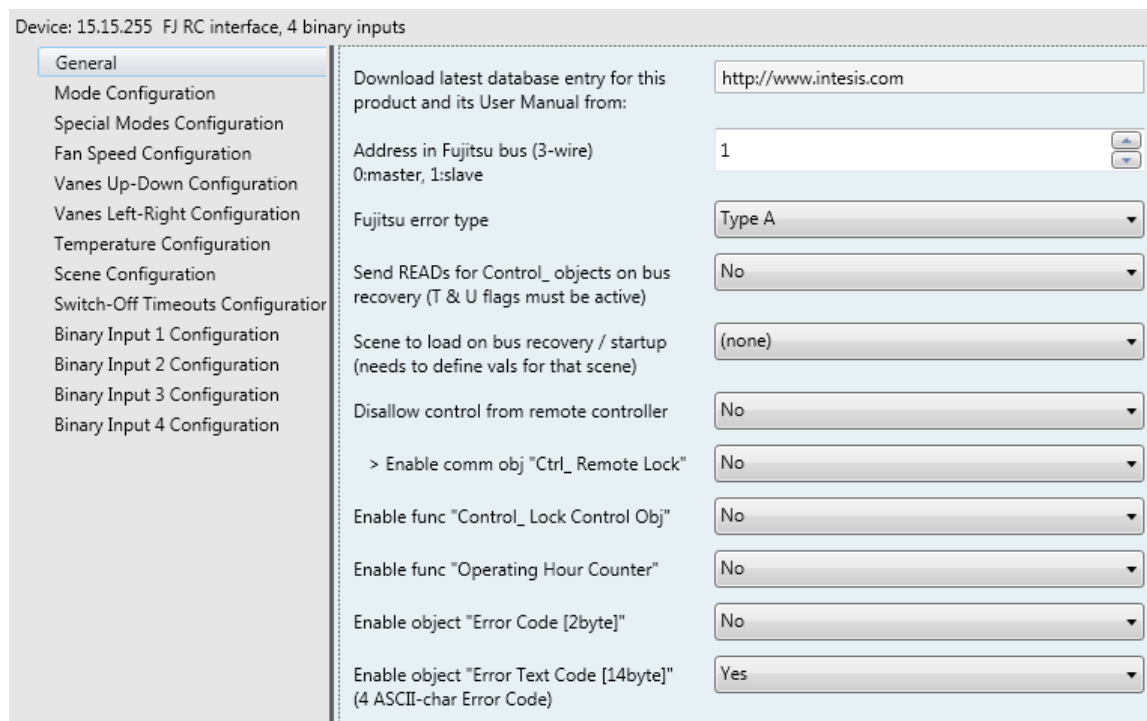 Device: 15.15.255 FJ RC interface, 4 binary inputs
General
Mode Configuration
Special Modes Configuration
Fan Speed Configuration
Vanes Up-Down Configuration
Vanes Left-Right Configuration
Temperature Configuration
Scene Configuration
Switch-Off Timeouts Configuration
Binary Input 1 Configuration
Binary Input 2 Configuration
Binary Input 3 Configuration
Binary Input 4 Configuration
Download latest database entry for this
product and its User Manual from:
http://www.intesis.com
Address in Fujitsu bus (3-wire)
0:master, 1:slave
1
Fujitsu error type
Type A
Send READs for Control_ objects on bus
recovery (T & U flags must be active)
No
Scene to load on bus recovery / startup
(needs to define vals for that scene)
(none)
Disallow control from remote controller
No
> Enable comm obj "Ctrl_ Remote Lock"
No
Enable func "Control_ Lock Control Obj"
No
Enable func "Operating Hour Counter"
No
Enable object "Error Code [2byte]"
No
Enable object "Error Text Code [14byte]"
(4 ASCII-char Error Code)
Yes